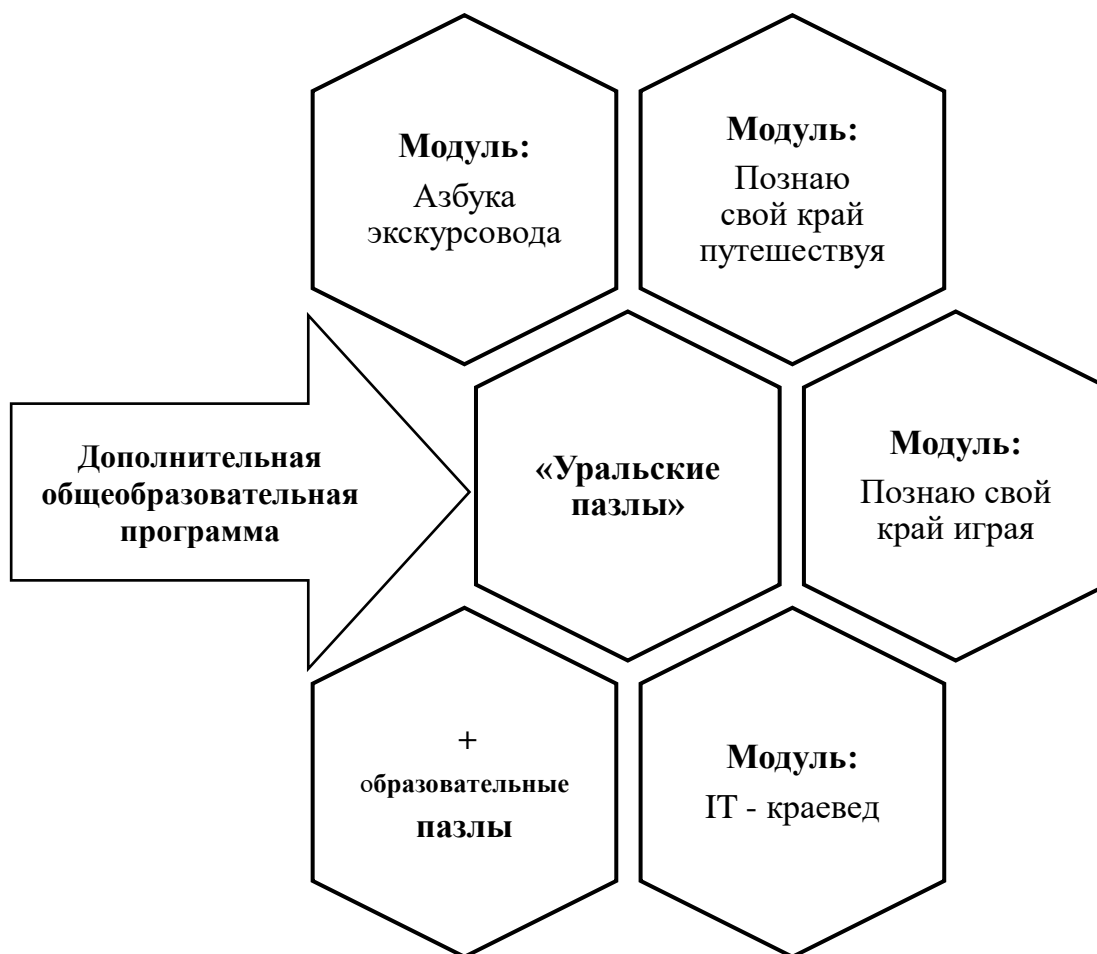 Модуль:
Азбука
экскурсовода
Модуль:
Познаю
свой край
путешествуя
Дополнительная
общеобразовательная
программа
«Уральские
пазлы»
Модуль:
Познаю свой
край играя
+
образовательные
пазлы
Модуль:
IT - краевед